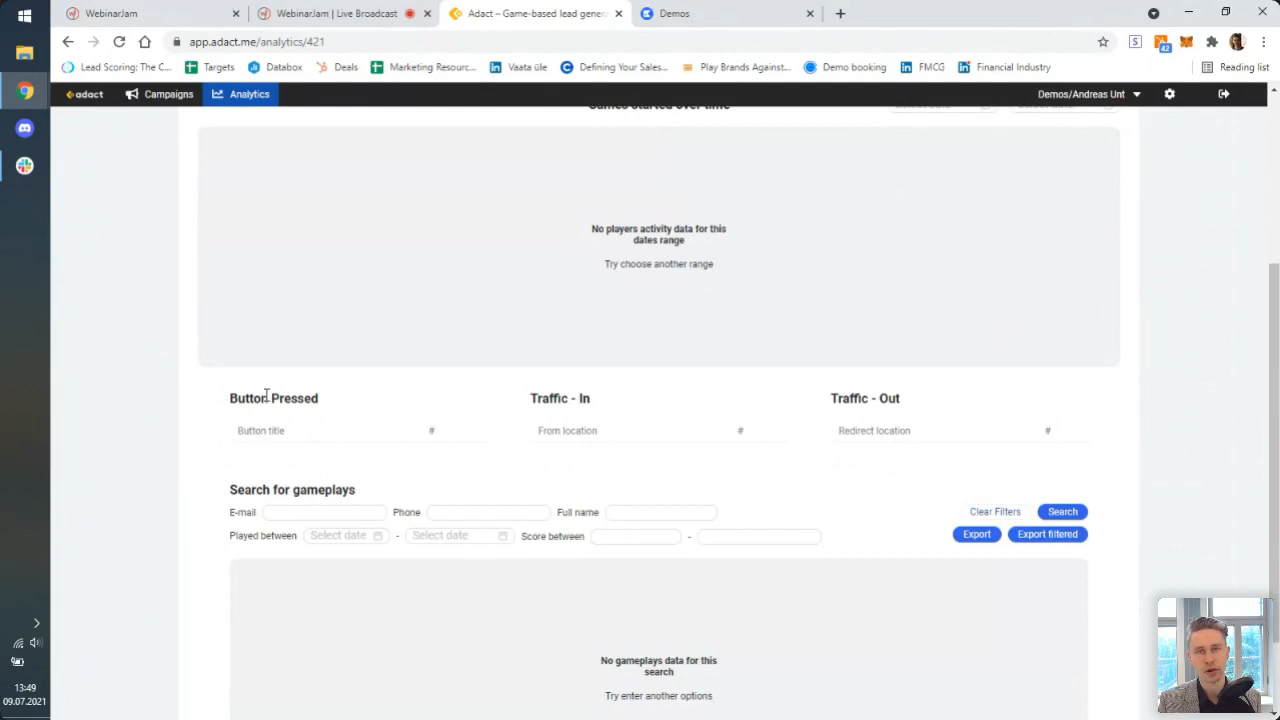 WebinarJam
WebinarJam | Live Broadcast
Adact – Game-based lead gener
Demos
app.adact.me/analytics/421
42
Lead Scoring: The C...
Targets
Databox
Deals
Marketing Resourc...
Vaata üle
Defining Your Sales...
Play Brands Against...
Demo booking
FMCG
Financial Industry
Reading list
adact
Campaigns
Analytics
Demos/Andreas Unt
Games started over time
No players activity data for this
dates range
Try choose another range
Button Pressed
Traffic - In
Traffic - Out
Button title
#
From location
#
Redirect location
#
Search for gameplays
E-mail
Phone
Full name
Clear Filters
Search
Played between
Select date
-
Select date
Score between
-
Export
Export filtered
No gameplays data for this
search
Try enter another options
13:49
09.07.2021